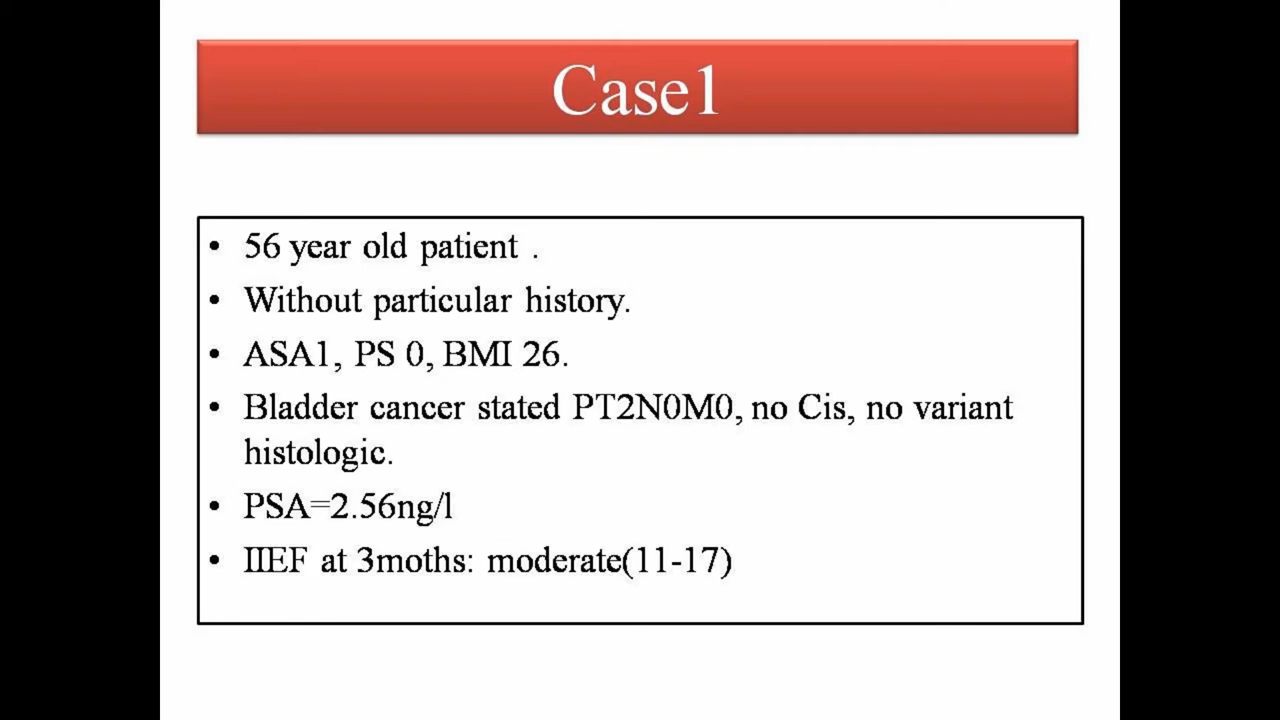 Case1
• 56 year old patient .
• Without particular history.
• ASA1, PS 0, BMI 26.
• Bladder cancer stated PT2N0M0, no Cis, no variant
histologic.
• PSA=2.56ng/l
• IIEF at 3moths: moderate(11-17)